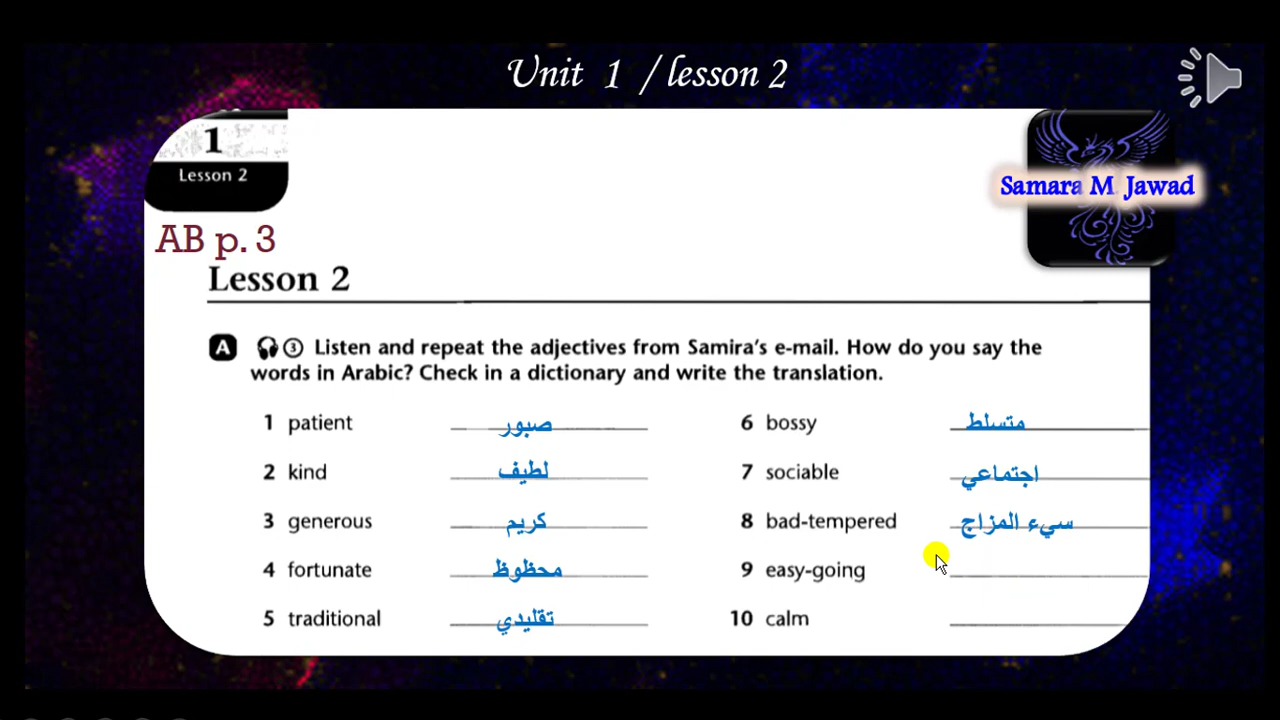 Unit 1 / lesson 2
1
Lesson 2
Samara M Jawad
AB p. 3
Lesson 2
A 3 Listen and repeat the adjectives from Samira's e-mail. How do you say the
words in Arabic? Check in a dictionary and write the translation.
1 patient صبور
2 kind لطيف
3 generous كريم
4 fortunate محظوظ
5 traditional تقليدي
6 bossy متسلط
7 sociable اجتماعي
8 bad-tempered سيء المزاج
9 easy-going
10 calm